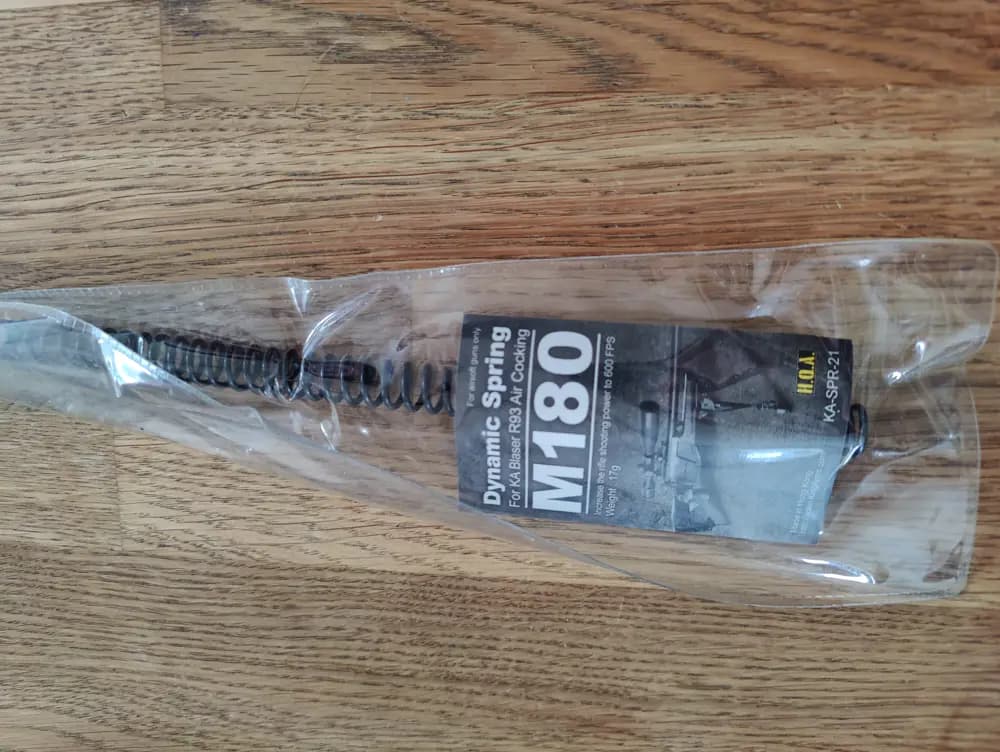 For airsoft guns only
Dynamic Spring
For KA Blaser R93 Air Cocking
M180
Increase the rifle shooting power to 600 FPS
Weight : 17g
H.O.A.
KA-SPR-21